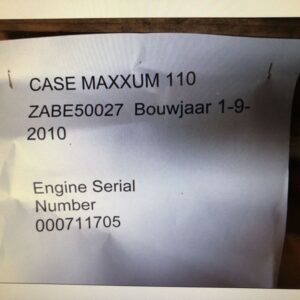 CASE MAXXUM 110
ZABE50027 Bouwjaar 1-9-
2010
Engine Serial
Number
000711705